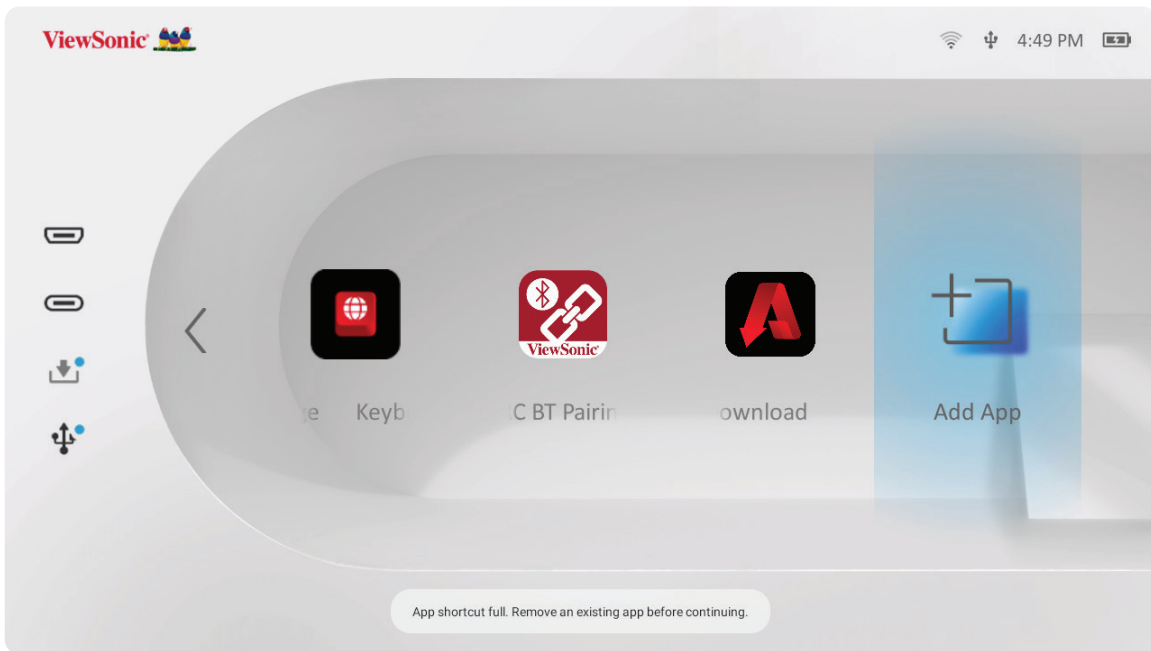 ViewSonic
4:49 PM
ViewSonic
e Keyb
C BT Pairin
ownload
Add App
App shortcut full. Remove an existing app before continuing.